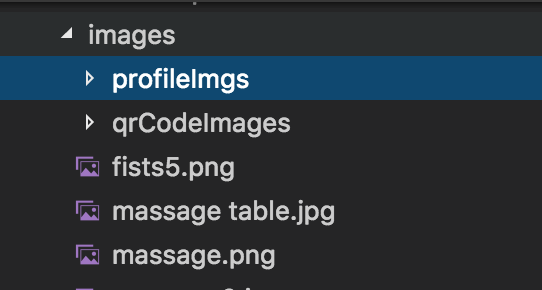 images
profileImgs
qrCodeImages
fists5.png
massage table.jpg
massage.png